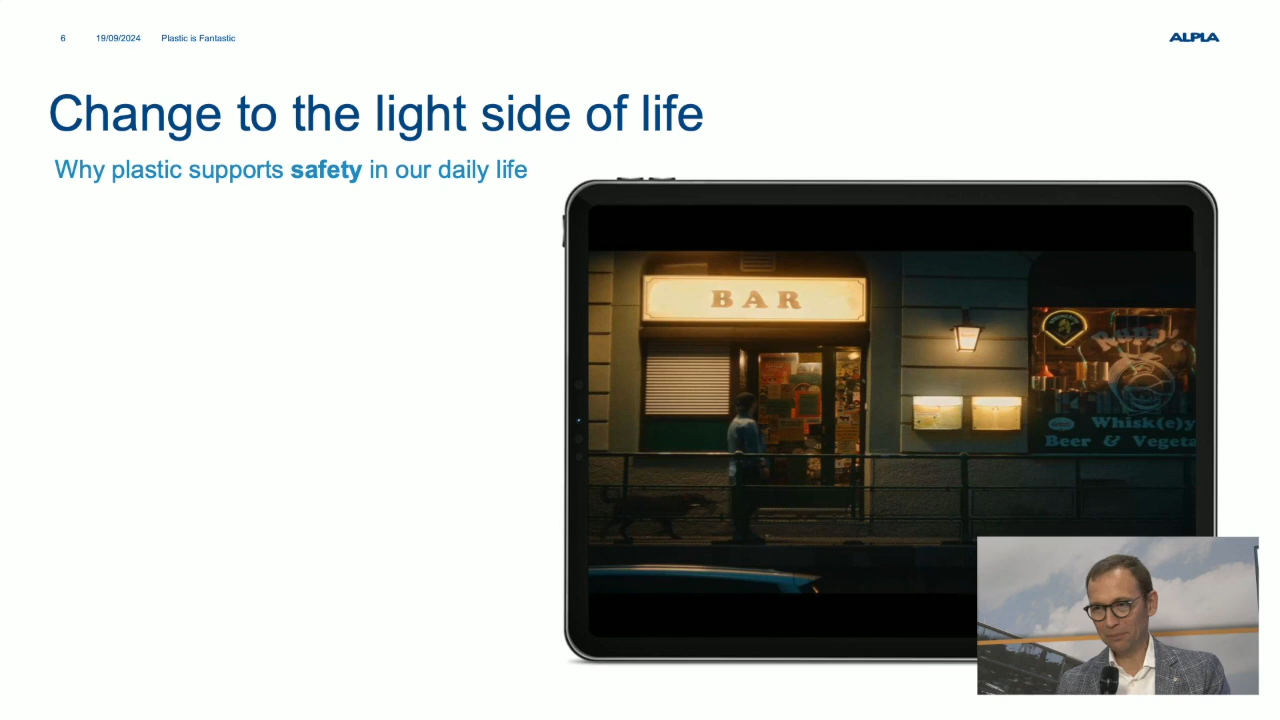 6 19/09/2024 Plastic is Fantastic
ALPLA
Change to the light side of life
Why plastic supports safety in our daily life
BAR
Whisk(e)y
Beer & Vegeta